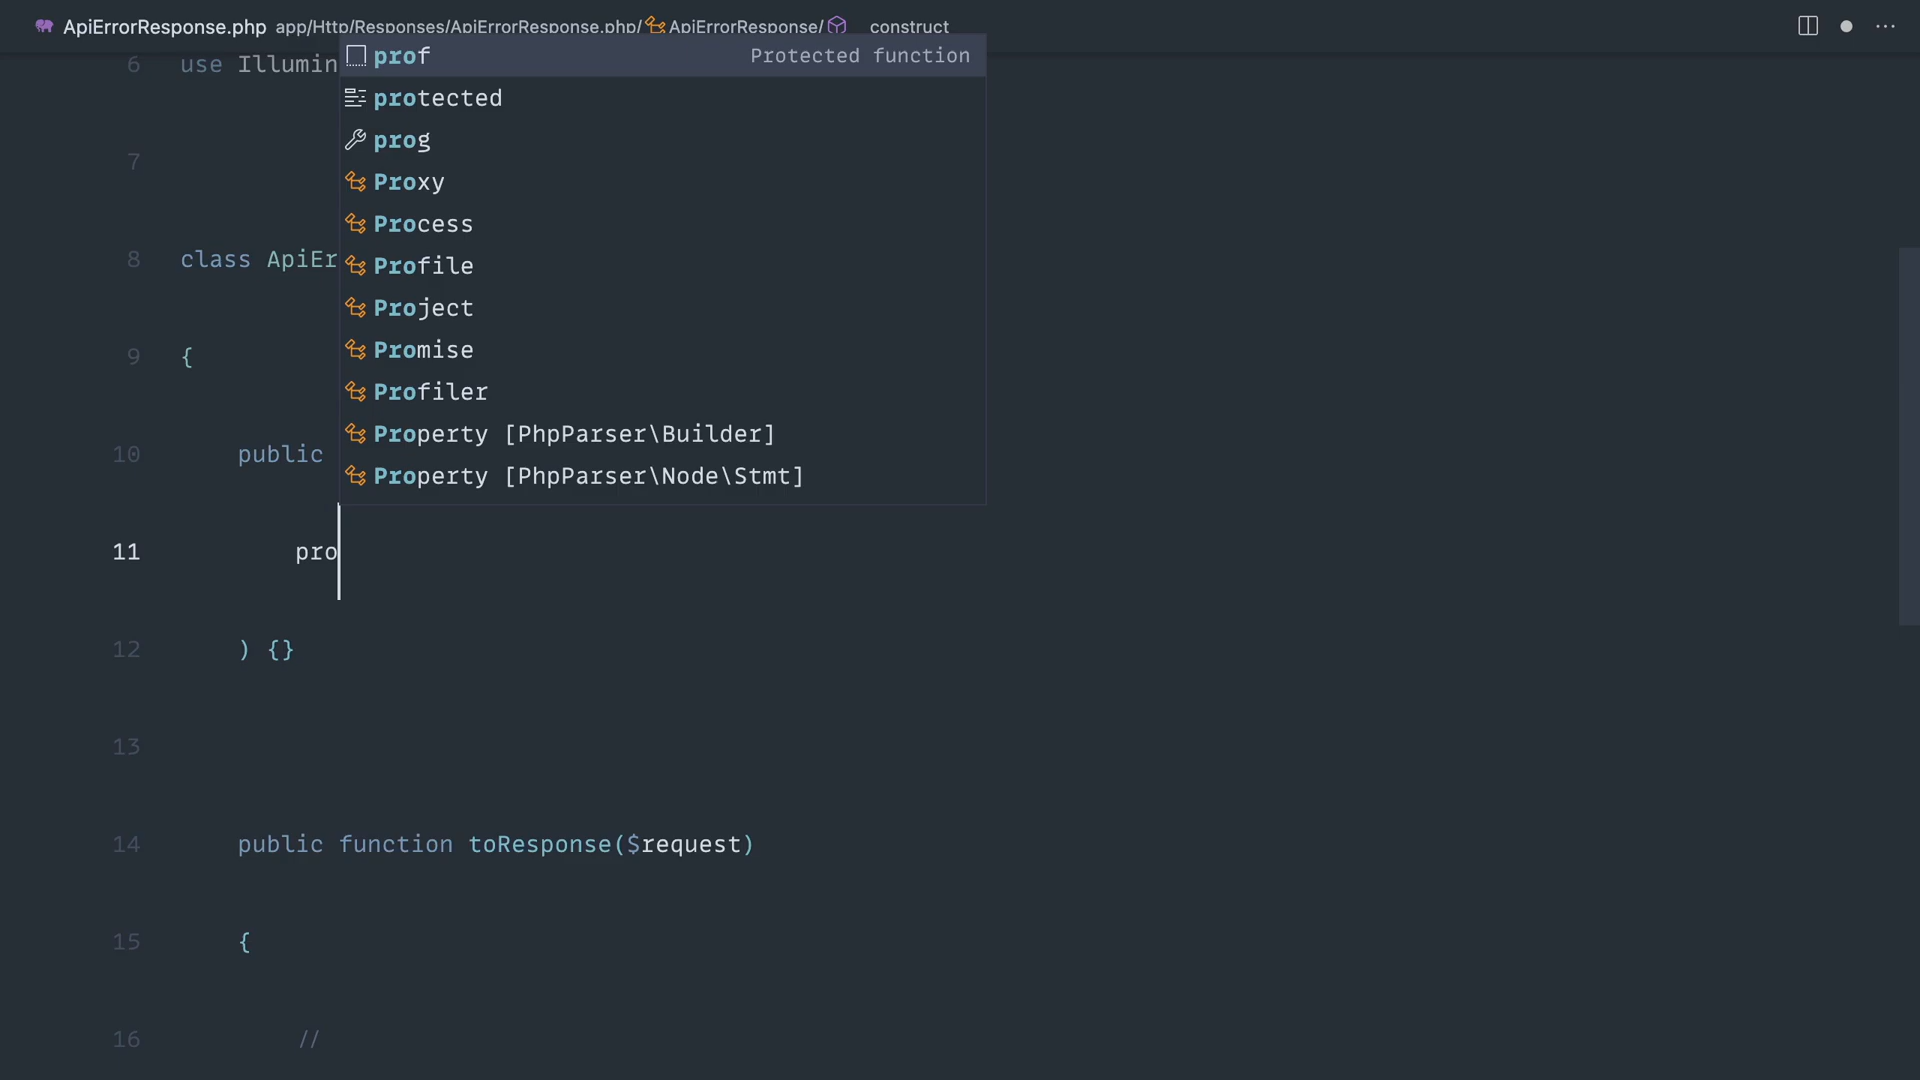 ApiErrorResponse.php app/Http/Responses/ApiErrorResponse.php/ ApiErrorResponse/ construct
6 use Illumin
7
8 class ApiEr
9 {
10 public
prof Protected function
protected
prog
Proxy
Process
Profile
Project
Promise
Profiler
Property [PhpParser\Builder]
Property [PhpParser\Node\Stmt]
11 pro
12 ) {}
13
14 public function toResponse($request)
15 {
16 //